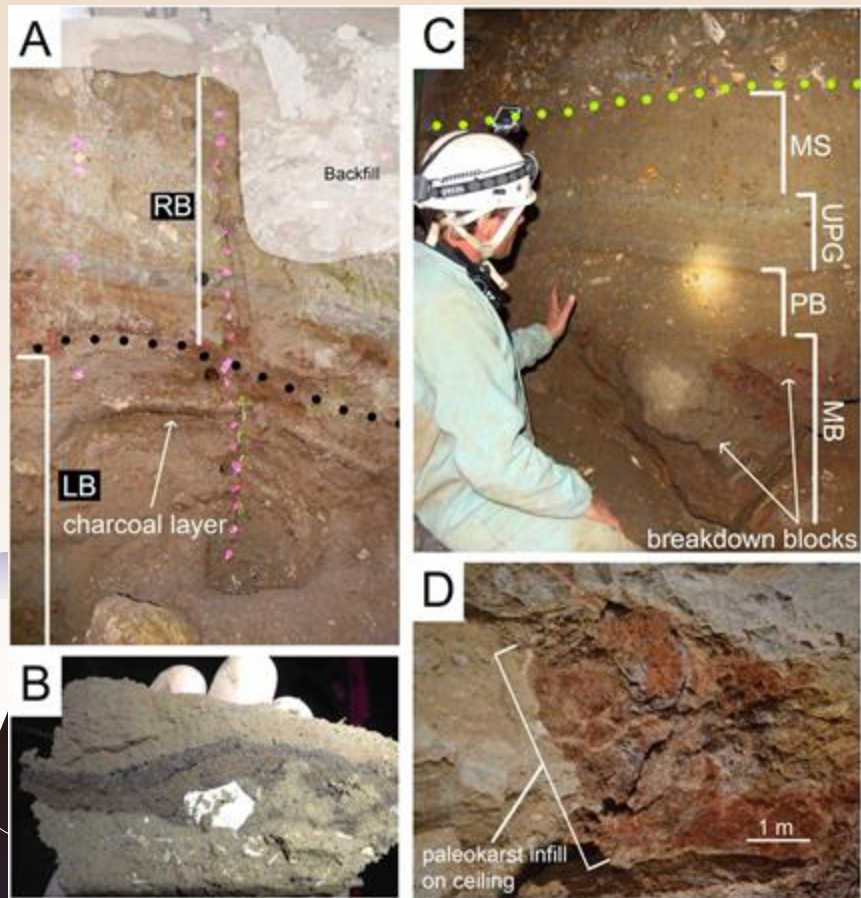 A
RB
Backfill
LB
charcoal layer
B
C
MS
UPG
PB
MB
breakdown blocks
D
1 m
paleokarst infill
on ceiling